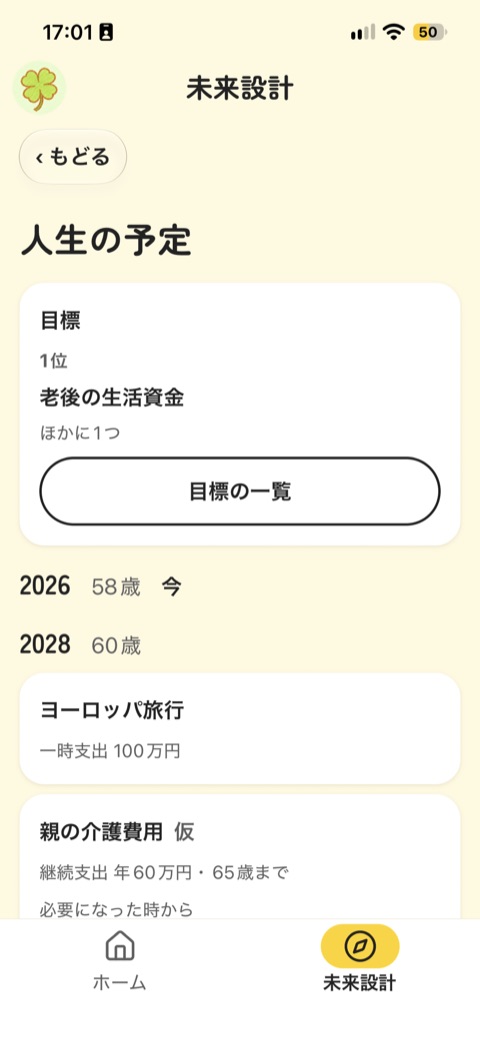 17:01
50
未来設計
‹ もどる
人生の予定
目標
1位
老後の生活資金
ほかに1つ
目標の一覧
2026 58歳 今
2028 60歳
ヨーロッパ旅行
一時支出 100万円
親の介護費用 仮
継続支出 年60万円・65歳まで
必要になった時から
ホーム
未来設計